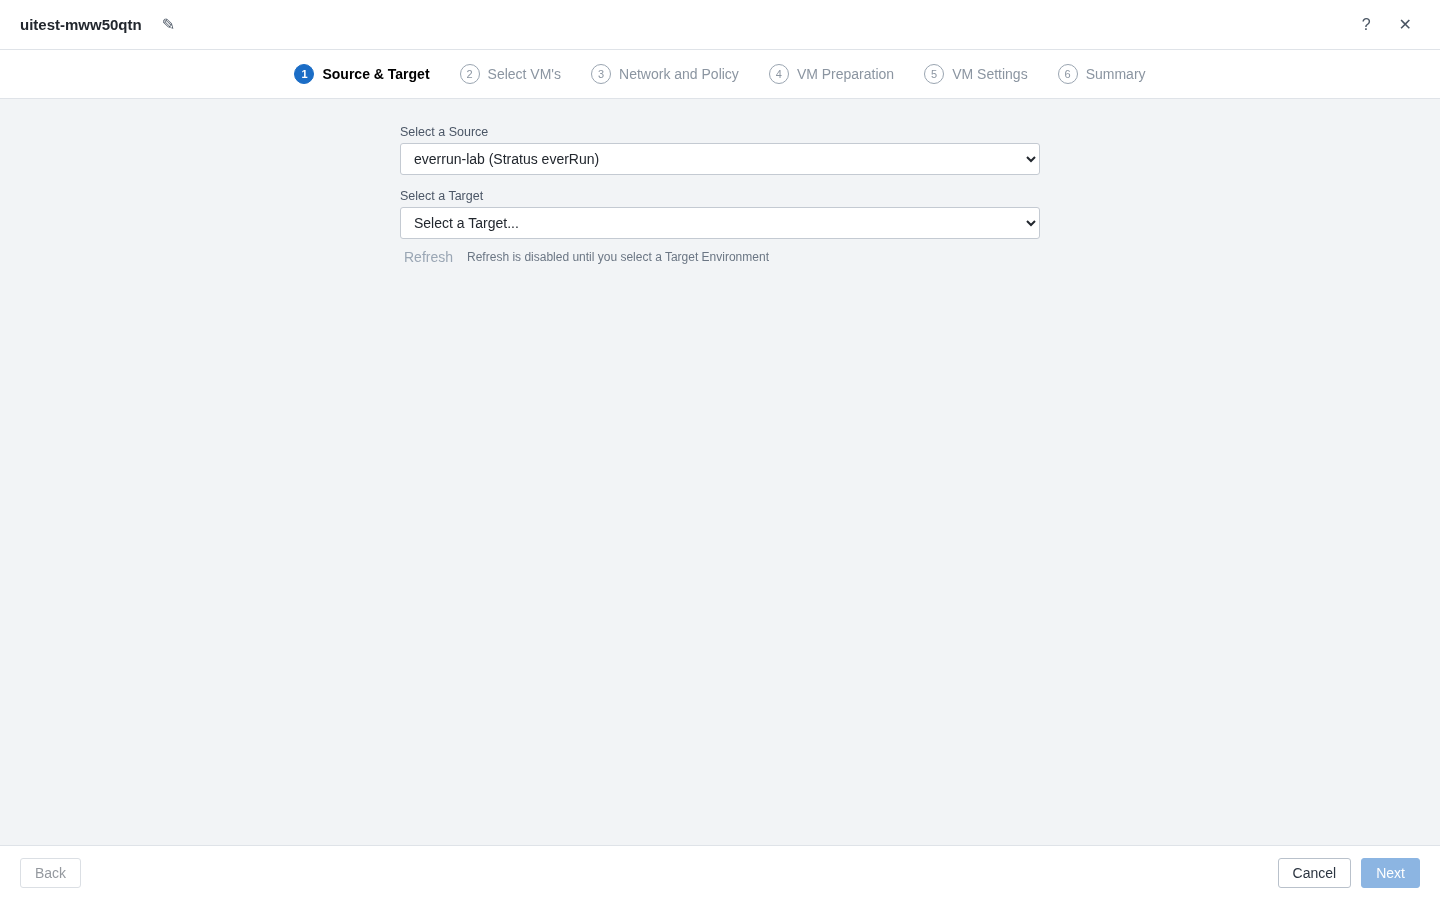 uitest-mww50qtn ✎ ? ✕
1 Source & Target 2 Select VM's 3 Network and Policy 4 VM Preparation 5 VM Settings 6 Summary
Select a Source
everrun-lab (Stratus everRun)
Select a Target
Select a Target...
Refresh Refresh is disabled until you select a Target Environment
Back Cancel Next